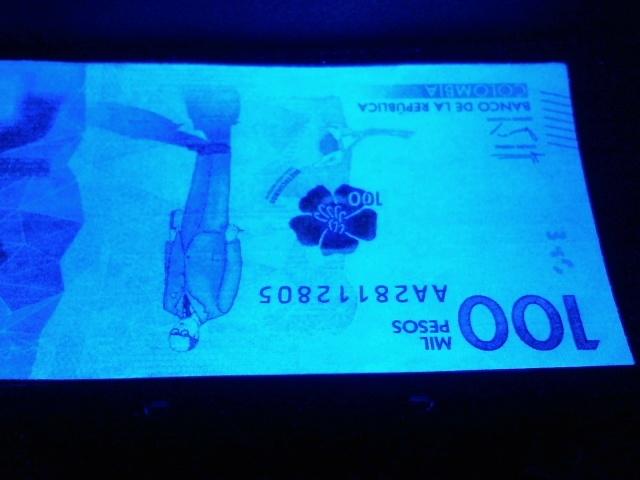 100 MIL
PESOS
AA28112805
100
BANCO DE LA REPÚBLICA
COLOMBIA